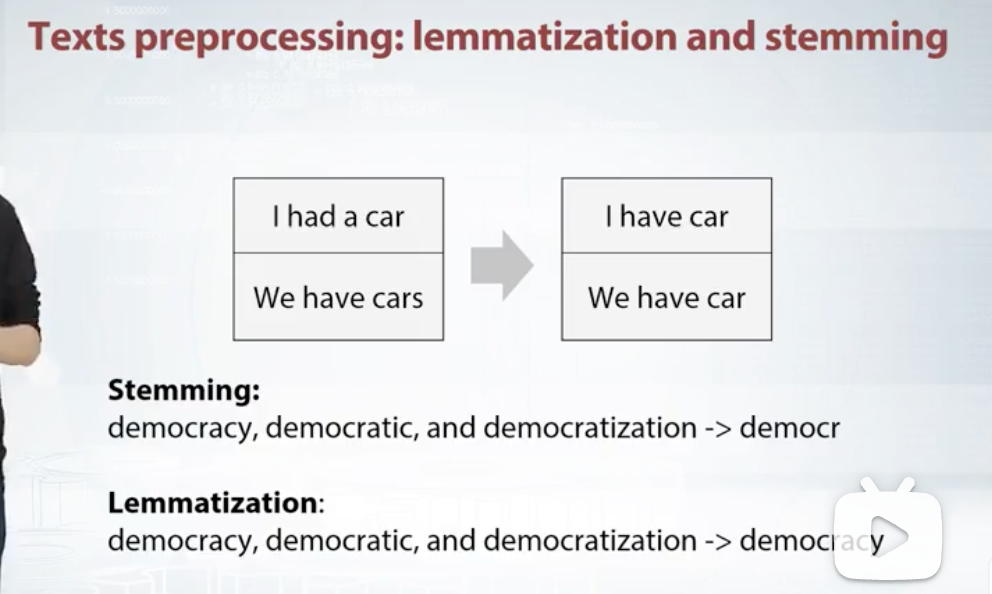 Texts preprocessing: lemmatization and stemming
I had a car
We have cars
I have car
We have car
Stemming:
democracy, democratic, and democratization -> democr
Lemmatization:
democracy, democratic, and democratization -> democracy